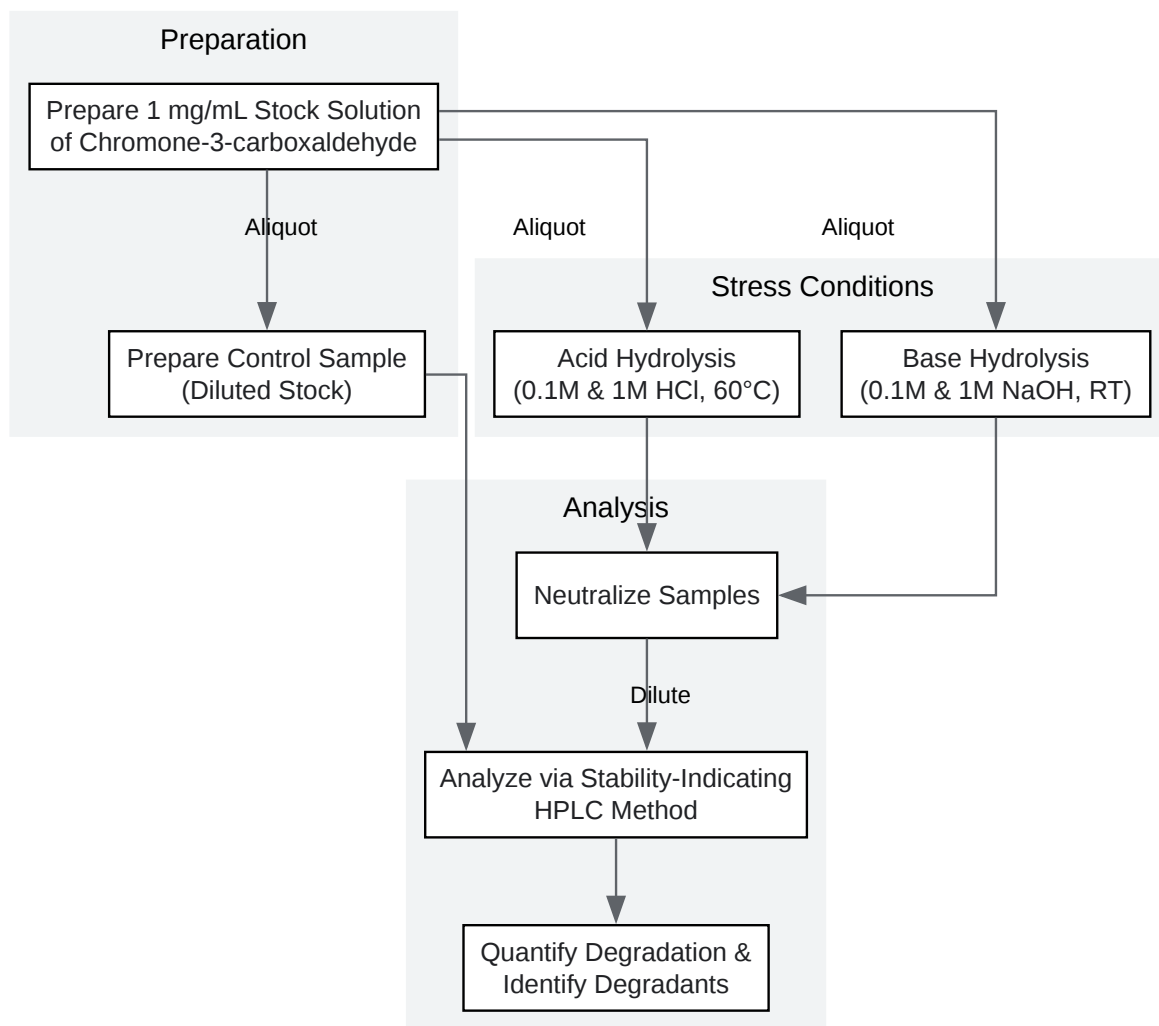 Preparation
Prepare 1 mg/mL Stock Solution
of Chromone-3-carboxaldehyde
Aliquot
Aliquot
Aliquot
Stress Conditions
Prepare Control Sample
(Diluted Stock)
Acid Hydrolysis
(0.1M & 1M HCl, 60°C)
Base Hydrolysis
(0.1M & 1M NaOH, RT)
Analysis
Neutralize Samples
Dilute
Analyze via Stability-Indicating
HPLC Method
Quantify Degradation &
Identify Degradants